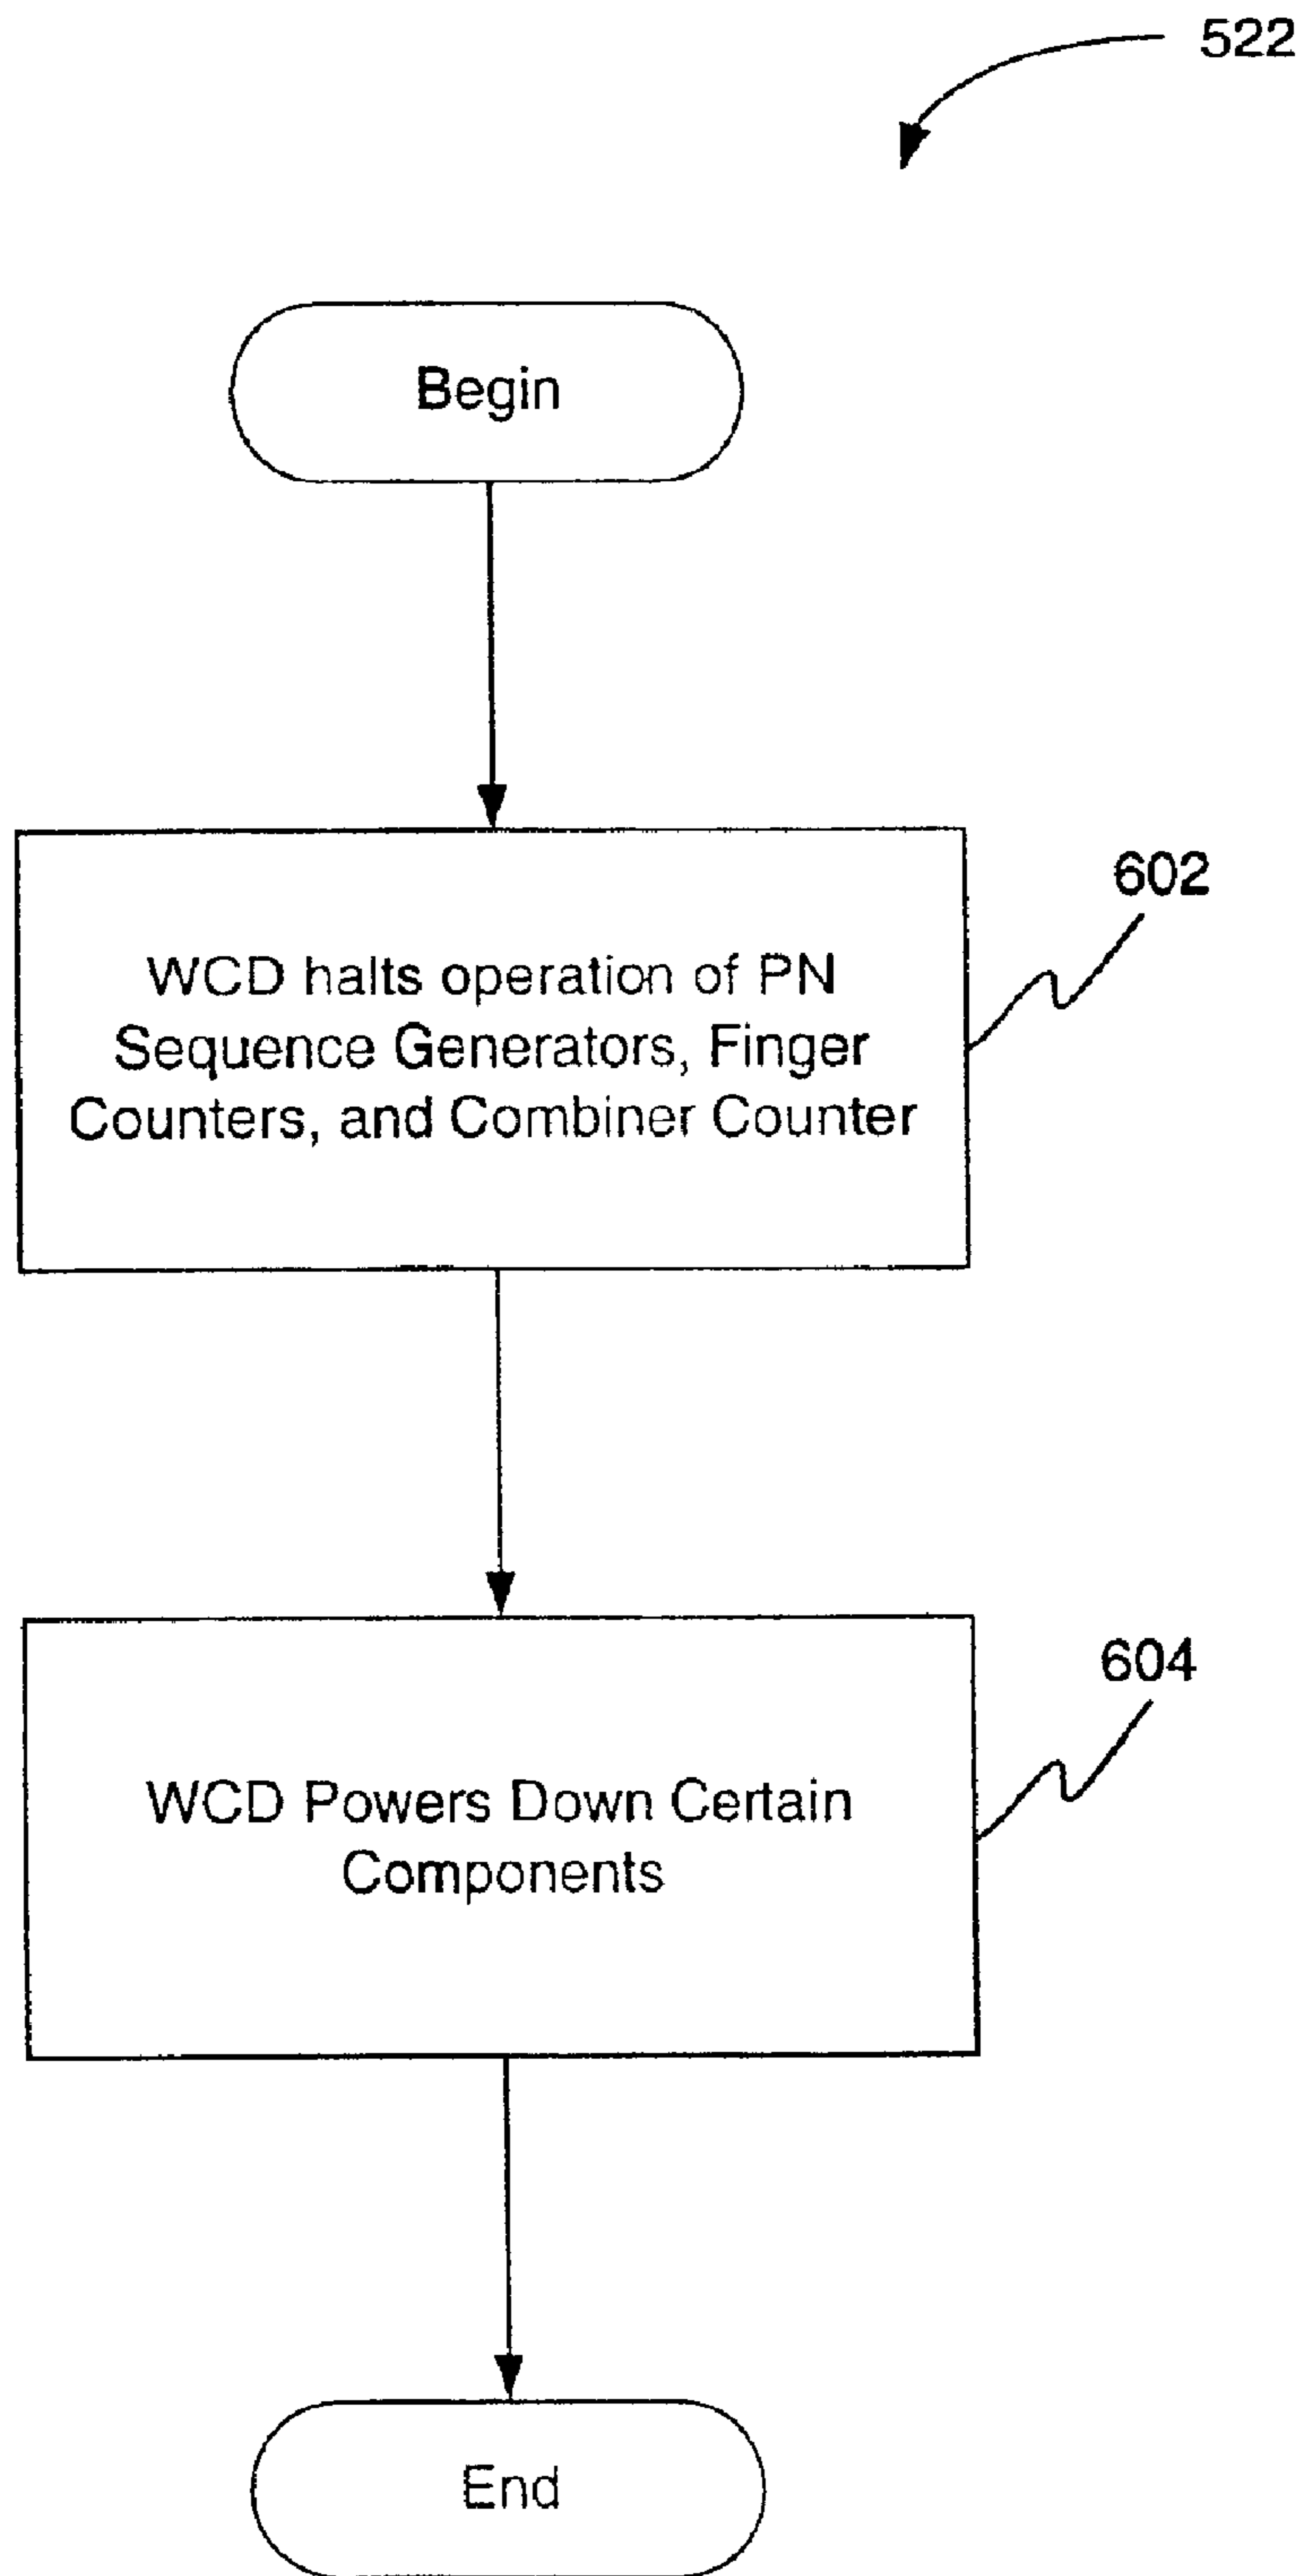 522
Begin
602
WCD halts operation of PN
Sequence Generators, Finger
Counters, and Combiner Counter
604
WCD Powers Down Certain
Components
End